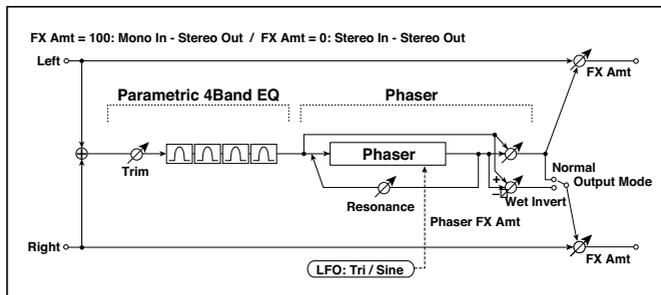 FX Amt = 100: Mono In - Stereo Out / FX Amt = 0: Stereo In - Stereo Out
Left
FX Amt
Parametric 4Band EQ
Phaser
Trim
Phaser
Resonance
+
−
Normal
Output Mode
Wet Invert
Phaser FX Amt
Right
FX Amt
LFO: Tri / Sine